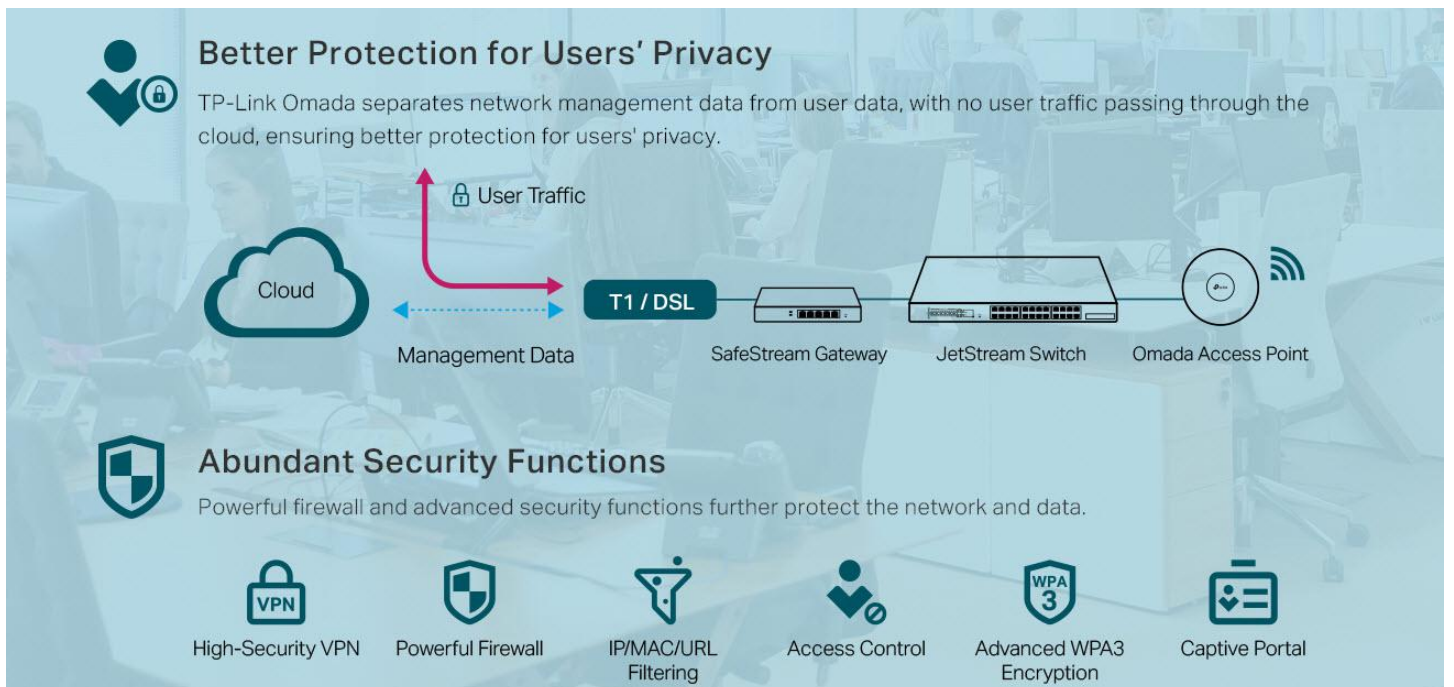 Better Protection for Users' Privacy
TP-Link Omada separates network management data from user data, with no user traffic passing through the
cloud, ensuring better protection for users' privacy.
User Traffic
Cloud
T1 / DSL
Management Data
SafeStream Gateway
JetStream Switch
Omada Access Point
Abundant Security Functions
Powerful firewall and advanced security functions further protect the network and data.
VPN
WPA
3
High-Security VPN
Powerful Firewall
IP/MAC/URL
Filtering
Access Control
Advanced WPA3
Encryption
Captive Portal